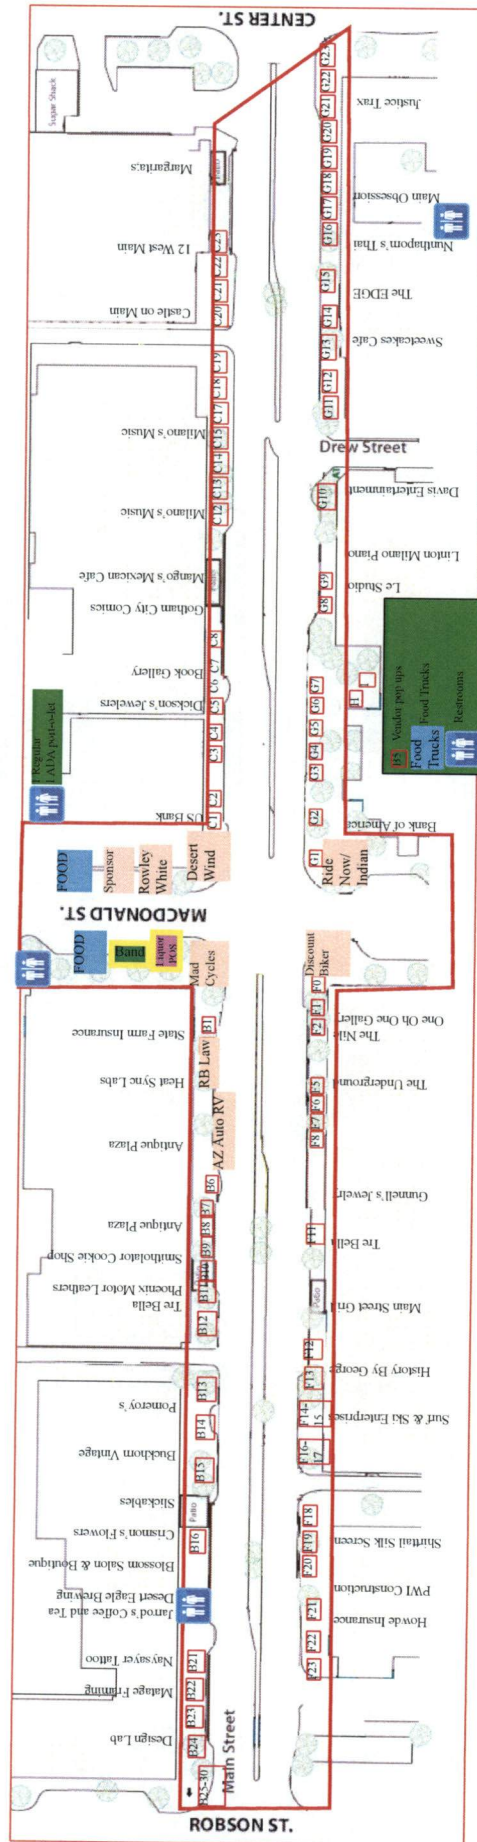 CENTER ST.
Sugar Shack
Margarita;s
Patio
12 West Main
Castle on Main
C23
C22
C21
C20
Milano's Music
Milano's Music
C19
C18
C17
C15
C14
C13
C12
Mango's Mexican Cafe
Patio
Gotham City Comics
Book Gallery
Dickson's Jewelers
US Bank
C8
C7
C6
C5
C4
C3
C2
C1
1 Regular
1 ADA port-o-let
G23
G22
G21
G20
G19
G18
G17
G16
G15
G14
G13
G12
G11
Justice Trax
Main Obsession
Nunthaporn's Thai
The EDGE
Sweetcakes Cafe
Drew Street
G10
G9
G8
G7
G6
G5
G4
G3
G2
G1
Davis Entertainment
Linton Milano Piano
Le Studio
Bank of America
B5 Vendor pop ups
Food Trucks
Food Trucks
Restrooms
FOOD
Sponsor
Rowley White
Desert Wind
Ride Now/ Indian
MACDONALD ST.
FOOD
Band
Liquor POS
Mad Cycles
Discount Biker
State Farm Insurance
Heat Sync Labs
Antique Plaza
Antique Plaza
Smitholator Cookie Shop
Phoenix Motor Leathers
Tre Bella
B1
RB Law
AZ Auto RV
B6
B7
B8
B9
B10
B11
B12
Pomeroy's
Buckhorn Vintage
Slickables
Patio
Crismon's Flowers
Blossom Salon & Boutique
Desert Eagle Brewing
Jarrod's Coffee and Tea
Naysayer Tattoo
Matage Framing
Design Lab
B13
B14
B15
B16
B21
B22
B23
B24
B25-30
F0
F1
F2
F5
F6
F7
F8
F11
Patio
F12
F13
F14-15
F16-17
F18
F19
F20
F21
F22
F23
One Oh One Gallery
The Nile
The Underground
Gunnell's Jewelr
Tre Bella
Main Street Gril
History By George
Surf & Ski Enterprises
Shirttail Silk Screen
PWI Construction
Howde Insurance
Main Street
ROBSON ST.